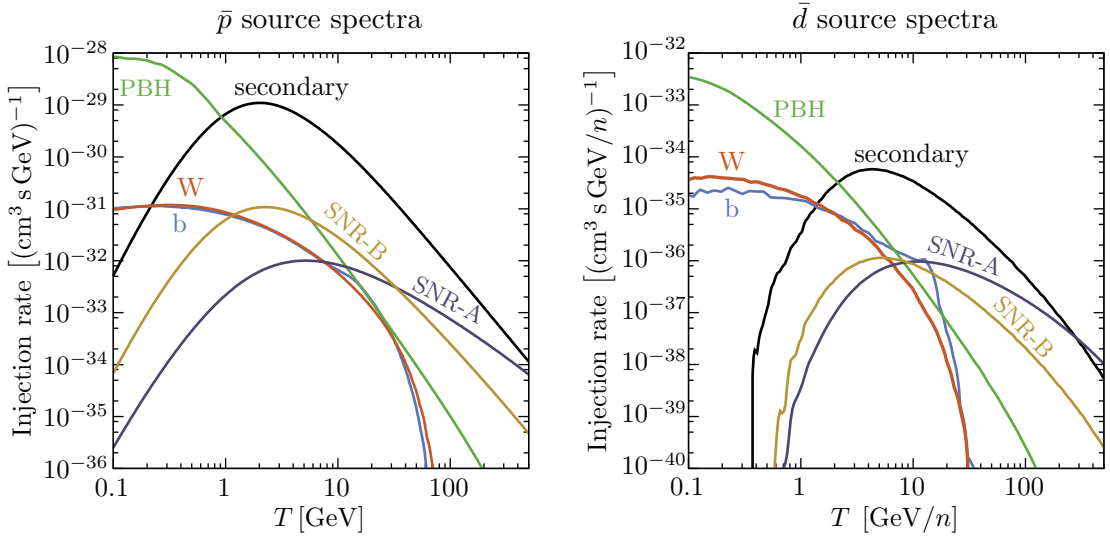 p̄ source spectra
Injection rate [(cm³ s GeV)⁻¹]
10⁻²⁸
10⁻²⁹
10⁻³⁰
10⁻³¹
10⁻³²
10⁻³³
10⁻³⁴
10⁻³⁵
10⁻³⁶
PBH
secondary
W
b
SNR-B
SNR-A
0.1 1 10 100
T [GeV]
d̄ source spectra
Injection rate [(cm³ s GeV/n)⁻¹]
10⁻³²
10⁻³³
10⁻³⁴
10⁻³⁵
10⁻³⁶
10⁻³⁷
10⁻³⁸
10⁻³⁹
10⁻⁴⁰
PBH
secondary
W
b
SNR-A
SNR-B
0.1 1 10 100
T [GeV/n]